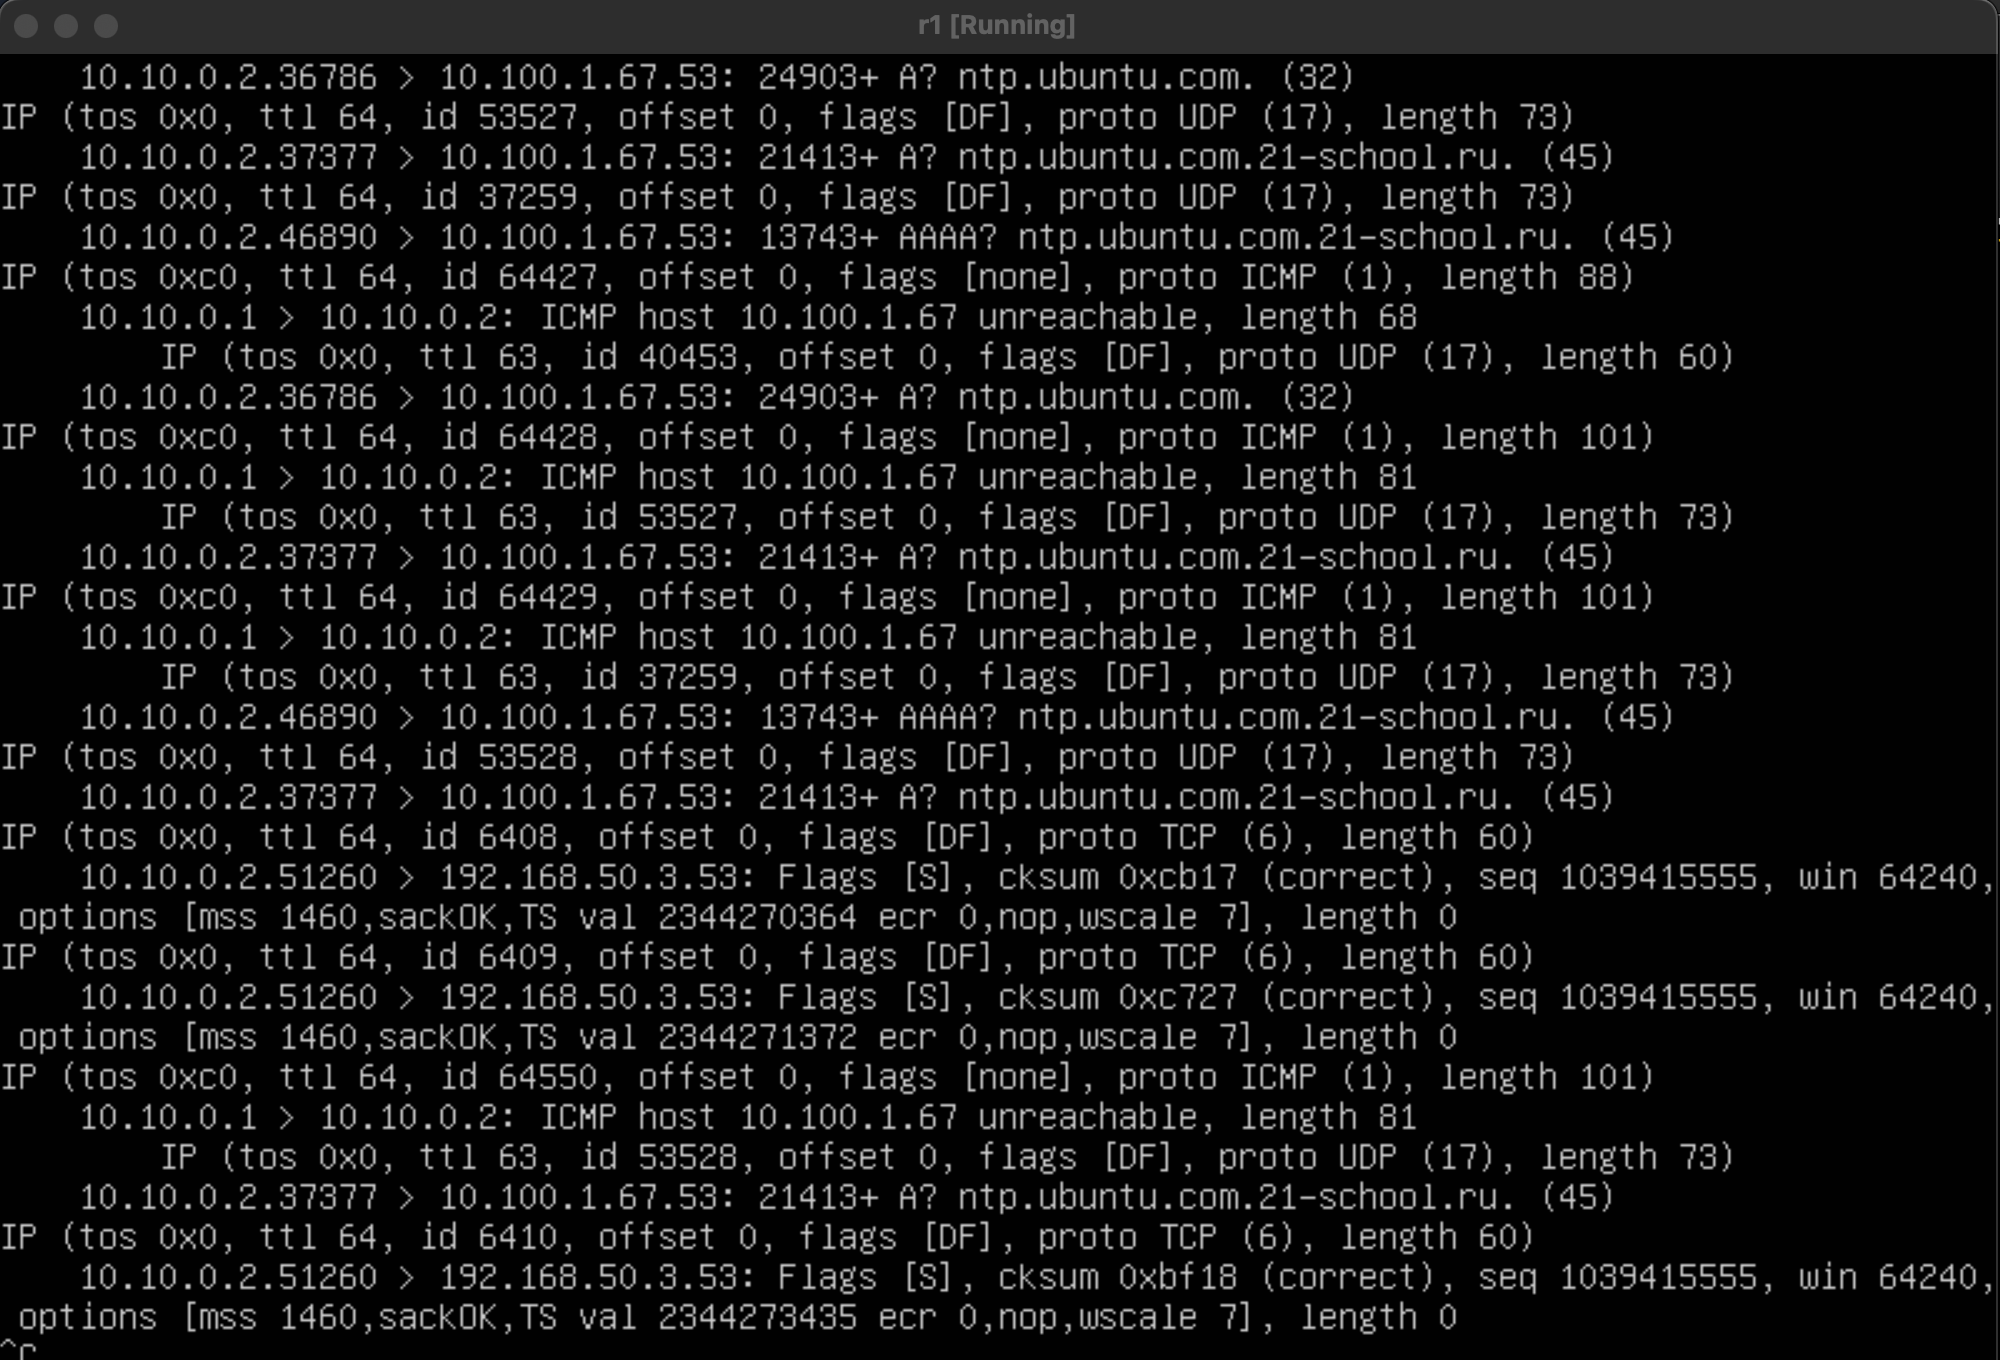 r1 [Running]
10.10.0.2.36786 > 10.100.1.67.53: 24903+ A? ntp.ubuntu.com. (32)
IP (tos 0x0, ttl 64, id 53527, offset 0, flags [DF], proto UDP (17), length 73)
10.10.0.2.37377 > 10.100.1.67.53: 21413+ A? ntp.ubuntu.com.21-school.ru. (45)
IP (tos 0x0, ttl 64, id 37259, offset 0, flags [DF], proto UDP (17), length 73)
10.10.0.2.46890 > 10.100.1.67.53: 13743+ AAAA? ntp.ubuntu.com.21-school.ru. (45)
IP (tos 0xc0, ttl 64, id 64427, offset 0, flags [none], proto ICMP (1), length 88)
10.10.0.1 > 10.10.0.2: ICMP host 10.100.1.67 unreachable, length 68
IP (tos 0x0, ttl 63, id 40453, offset 0, flags [DF], proto UDP (17), length 60)
10.10.0.2.36786 > 10.100.1.67.53: 24903+ A? ntp.ubuntu.com. (32)
IP (tos 0xc0, ttl 64, id 64428, offset 0, flags [none], proto ICMP (1), length 101)
10.10.0.1 > 10.10.0.2: ICMP host 10.100.1.67 unreachable, length 81
IP (tos 0x0, ttl 63, id 53527, offset 0, flags [DF], proto UDP (17), length 73)
10.10.0.2.37377 > 10.100.1.67.53: 21413+ A? ntp.ubuntu.com.21-school.ru. (45)
IP (tos 0xc0, ttl 64, id 64429, offset 0, flags [none], proto ICMP (1), length 101)
10.10.0.1 > 10.10.0.2: ICMP host 10.100.1.67 unreachable, length 81
IP (tos 0x0, ttl 63, id 37259, offset 0, flags [DF], proto UDP (17), length 73)
10.10.0.2.46890 > 10.100.1.67.53: 13743+ AAAA? ntp.ubuntu.com.21-school.ru. (45)
IP (tos 0x0, ttl 64, id 53528, offset 0, flags [DF], proto UDP (17), length 73)
10.10.0.2.37377 > 10.100.1.67.53: 21413+ A? ntp.ubuntu.com.21-school.ru. (45)
IP (tos 0x0, ttl 64, id 6408, offset 0, flags [DF], proto TCP (6), length 60)
10.10.0.2.51260 > 192.168.50.3.53: Flags [S], cksum 0xcb17 (correct), seq 1039415555, win 64240,
options [mss 1460,sackOK,TS val 2344270364 ecr 0,nop,wscale 7], length 0
IP (tos 0x0, ttl 64, id 6409, offset 0, flags [DF], proto TCP (6), length 60)
10.10.0.2.51260 > 192.168.50.3.53: Flags [S], cksum 0xc727 (correct), seq 1039415555, win 64240,
options [mss 1460,sackOK,TS val 2344271372 ecr 0,nop,wscale 7], length 0
IP (tos 0xc0, ttl 64, id 64550, offset 0, flags [none], proto ICMP (1), length 101)
10.10.0.1 > 10.10.0.2: ICMP host 10.100.1.67 unreachable, length 81
IP (tos 0x0, ttl 63, id 53528, offset 0, flags [DF], proto UDP (17), length 73)
10.10.0.2.37377 > 10.100.1.67.53: 21413+ A? ntp.ubuntu.com.21-school.ru. (45)
IP (tos 0x0, ttl 64, id 6410, offset 0, flags [DF], proto TCP (6), length 60)
10.10.0.2.51260 > 192.168.50.3.53: Flags [S], cksum 0xbf18 (correct), seq 1039415555, win 64240,
options [mss 1460,sackOK,TS val 2344273435 ecr 0,nop,wscale 7], length 0